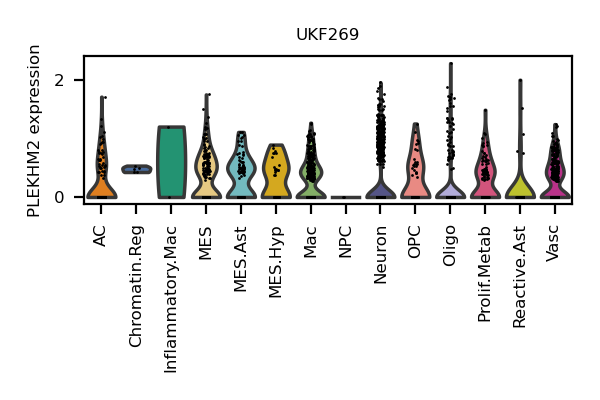 UKF269
PLEKHM2 expression
2
0
AC
Chromatin.Reg
Inflammatory.Mac
MES
MES.Ast
MES.Hyp
Mac
NPC
Neuron
OPC
Oligo
Prolif.Metab
Reactive.Ast
Vasc